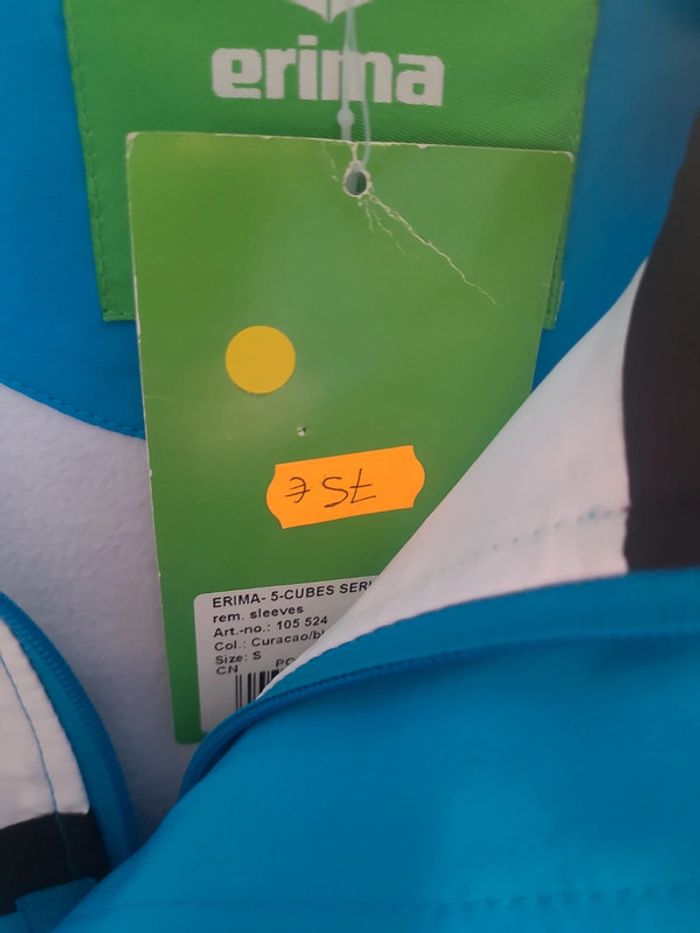 erima
75 €
ERIMA- 5-CUBES
rem. sleeves
Art.-no.: 105 524
Col.: Curacao/
Size: S
CN